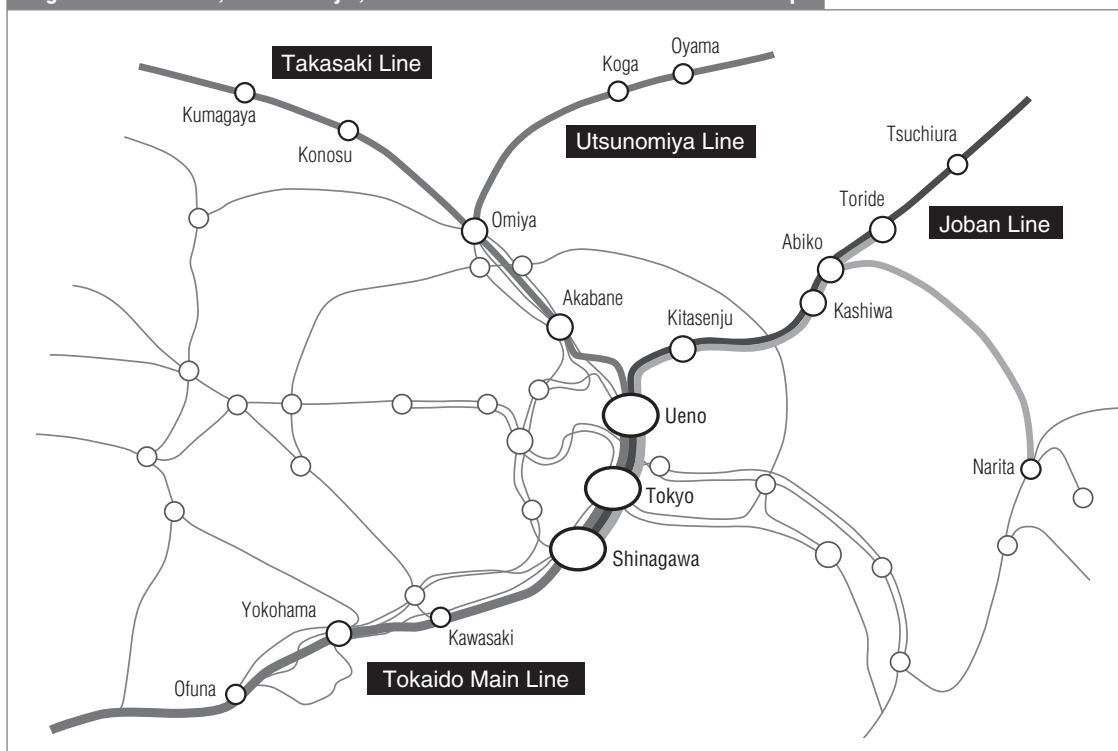 Takasaki Line
Kumagaya
Konosu
Koga
Oyama
Utsunomiya Line
Tsuchiura
Toride
Joban Line
Abiko
Omiya
Akabane
Kitasenju
Kashiwa
Ueno
Narita
Tokyo
Shinagawa
Yokohama
Kawasaki
Ofuna
Tokaido Main Line